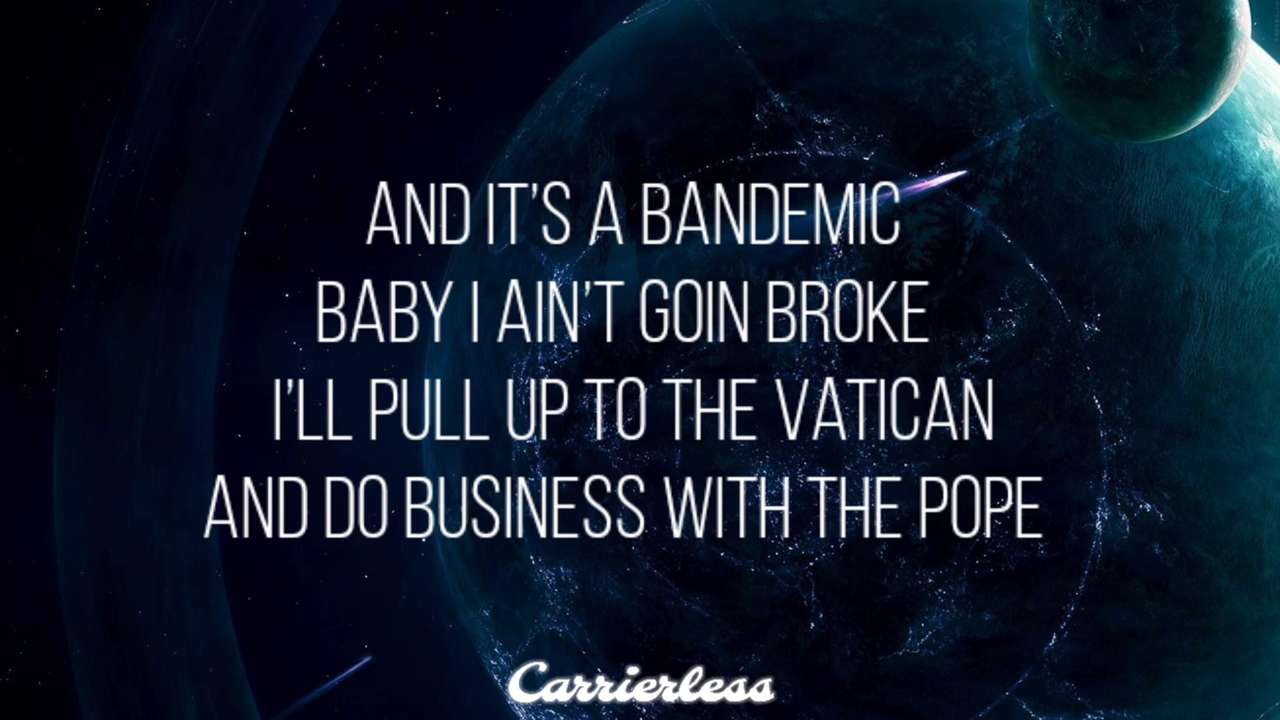 AND IT'S A BANDEMIC
BABY I AIN'T GOIN BROKE
I'LL PULL UP TO THE VATICAN
AND DO BUSINESS WITH THE POPE
Carrierless